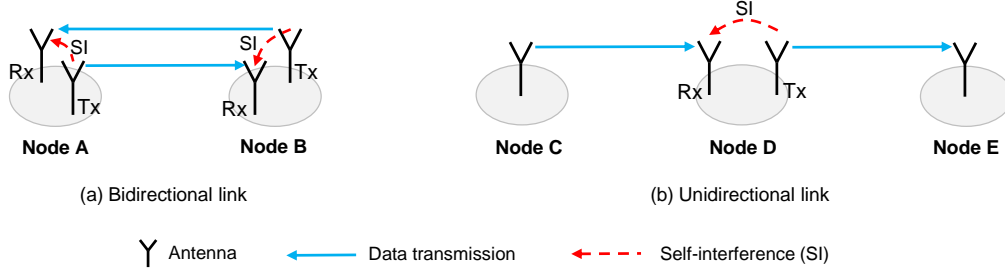 SI
SI
SI
Rx
Tx
Rx
Tx
Rx
Tx
Node A
Node B
Node C
Node D
Node E
(a) Bidirectional link
(b) Unidirectional link
Antenna
Data transmission
Self-interference (SI)